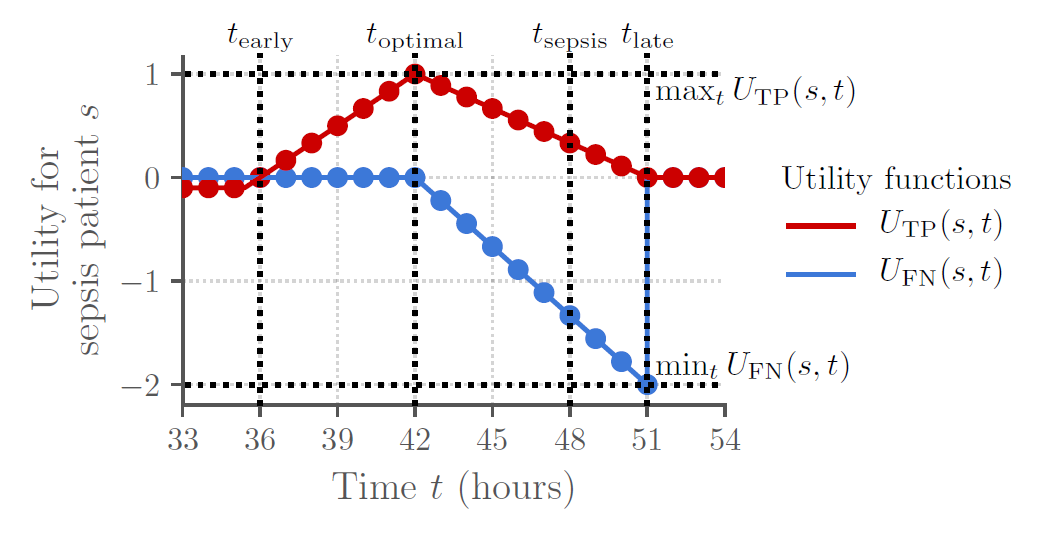 t_early t_optimal t_sepsis t_late
1
max_t U_TP(s, t)
0
−1
min_t U_FN(s, t)
−2
33 36 39 42 45 48 51 54
Time t (hours)
Utility for
sepsis patient s
Utility functions
U_TP(s, t)
U_FN(s, t)